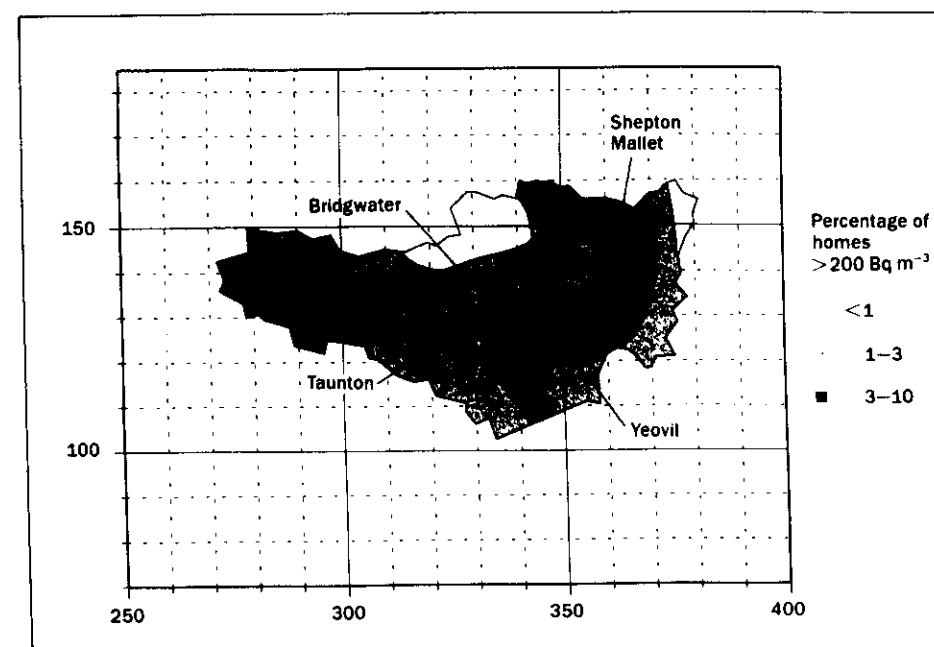 Shepton
Mallet
Bridgwater
150
Percentage of
homes
>200 Bq m⁻³
<1
1–3
3–10
Taunton
Yeovil
100
250
300
350
400